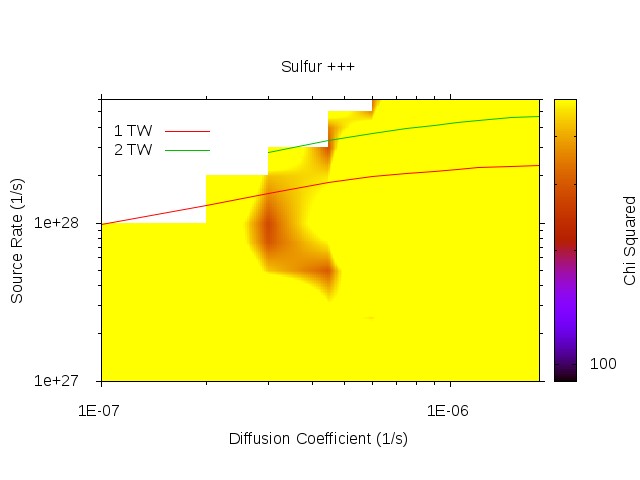 Sulfur +++
1 TW
2 TW
Source Rate (1/s)
1e+28
1e+27
1E-07
1E-06
Diffusion Coefficient (1/s)
100
Chi Squared